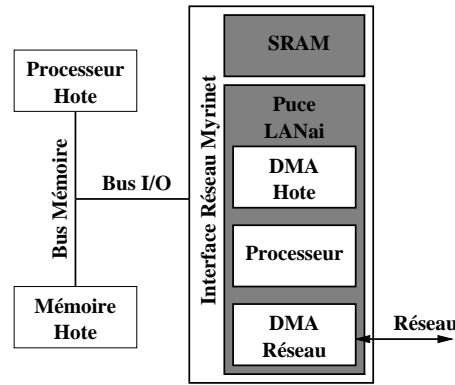 Processeur
Hote
Bus Mémoire
Bus I/O
Mémoire
Hote
Interface Réseau Myrinet
SRAM
Puce
LANai
DMA
Hote
Processeur
DMA
Réseau
Réseau